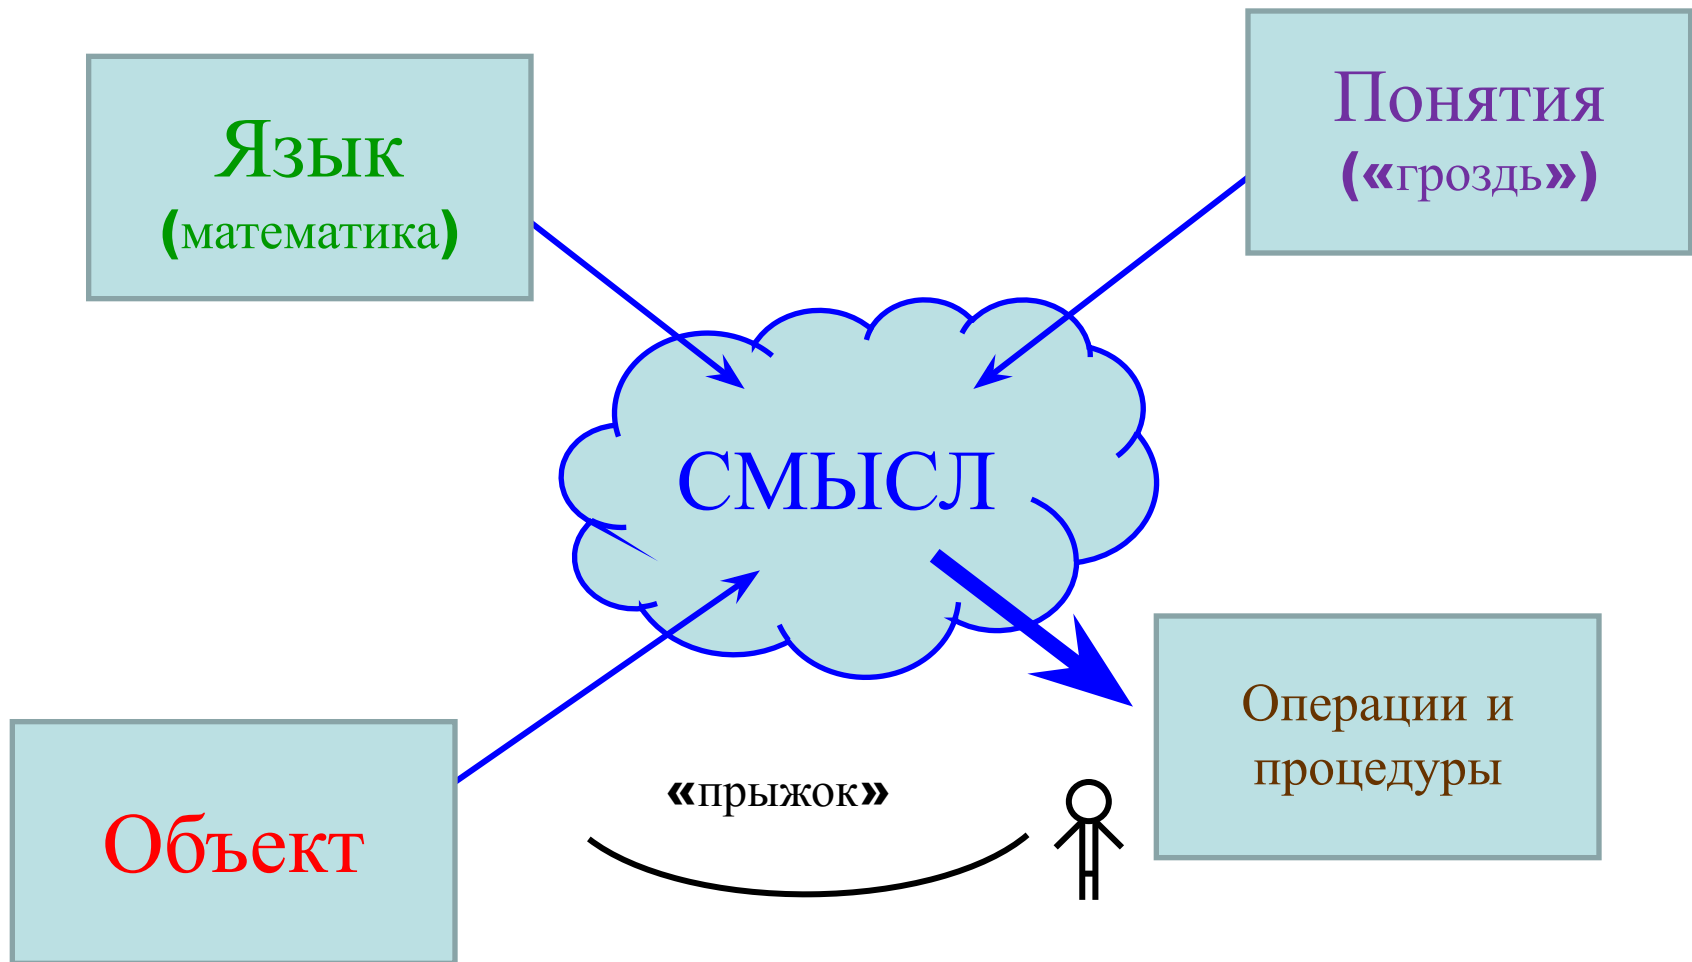 Язык
(математика)
Понятия
(«гроздь»)
СМЫСЛ
Операции и
процедуры
«прыжок»
Объект